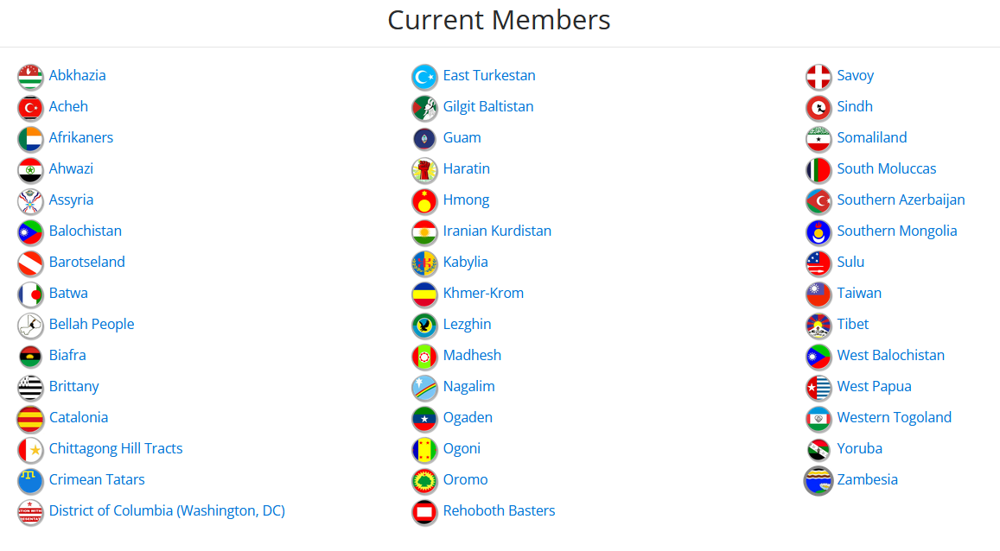 Current Members
Abkhazia
Acheh
Afrikaners
Ahwazi
Assyria
Balochistan
Barotseland
Batwa
Bellah People
Biafra
Brittany
Catalonia
Chittagong Hill Tracts
Crimean Tatars
District of Columbia (Washington, DC)
East Turkestan
Gilgit Baltistan
Guam
Haratin
Hmong
Iranian Kurdistan
Kabylia
Khmer-Krom
Lezghin
Madhesh
Nagalim
Ogaden
Ogoni
Oromo
Rehoboth Basters
Savoy
Sindh
Somaliland
South Moluccas
Southern Azerbaijan
Southern Mongolia
Sulu
Taiwan
Tibet
West Balochistan
West Papua
Western Togoland
Yoruba
Zambesia